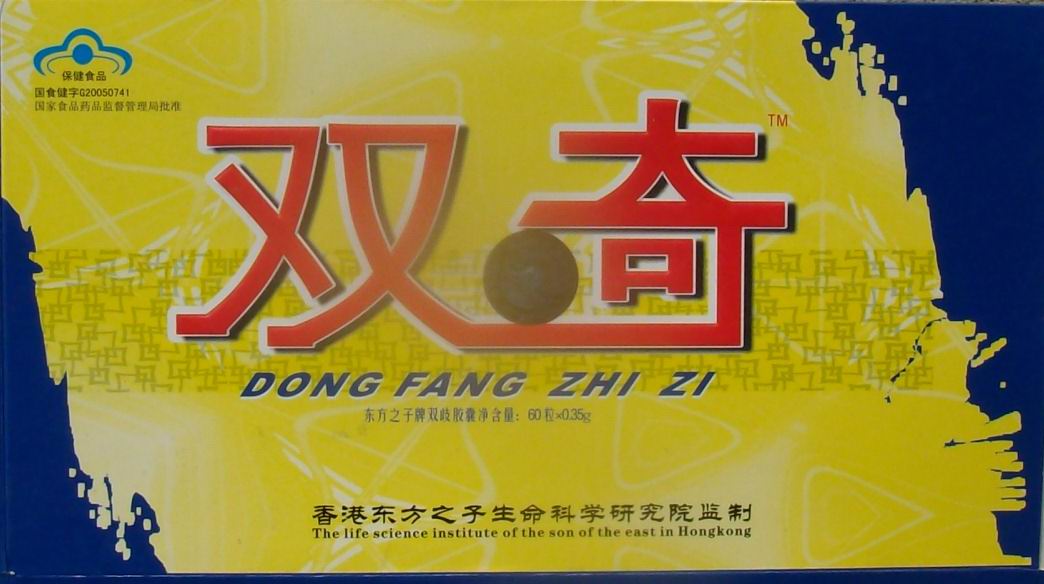 保健食品
国食健字G20050741
国家食品药品监督管理局批准
双奇
TM
DONG FANG ZHI ZI
东方之子牌双歧胶囊净含量：60粒×0.35g
香港东方之子生命科学研究院监制
The life science institute of the son of the east in Hongkong